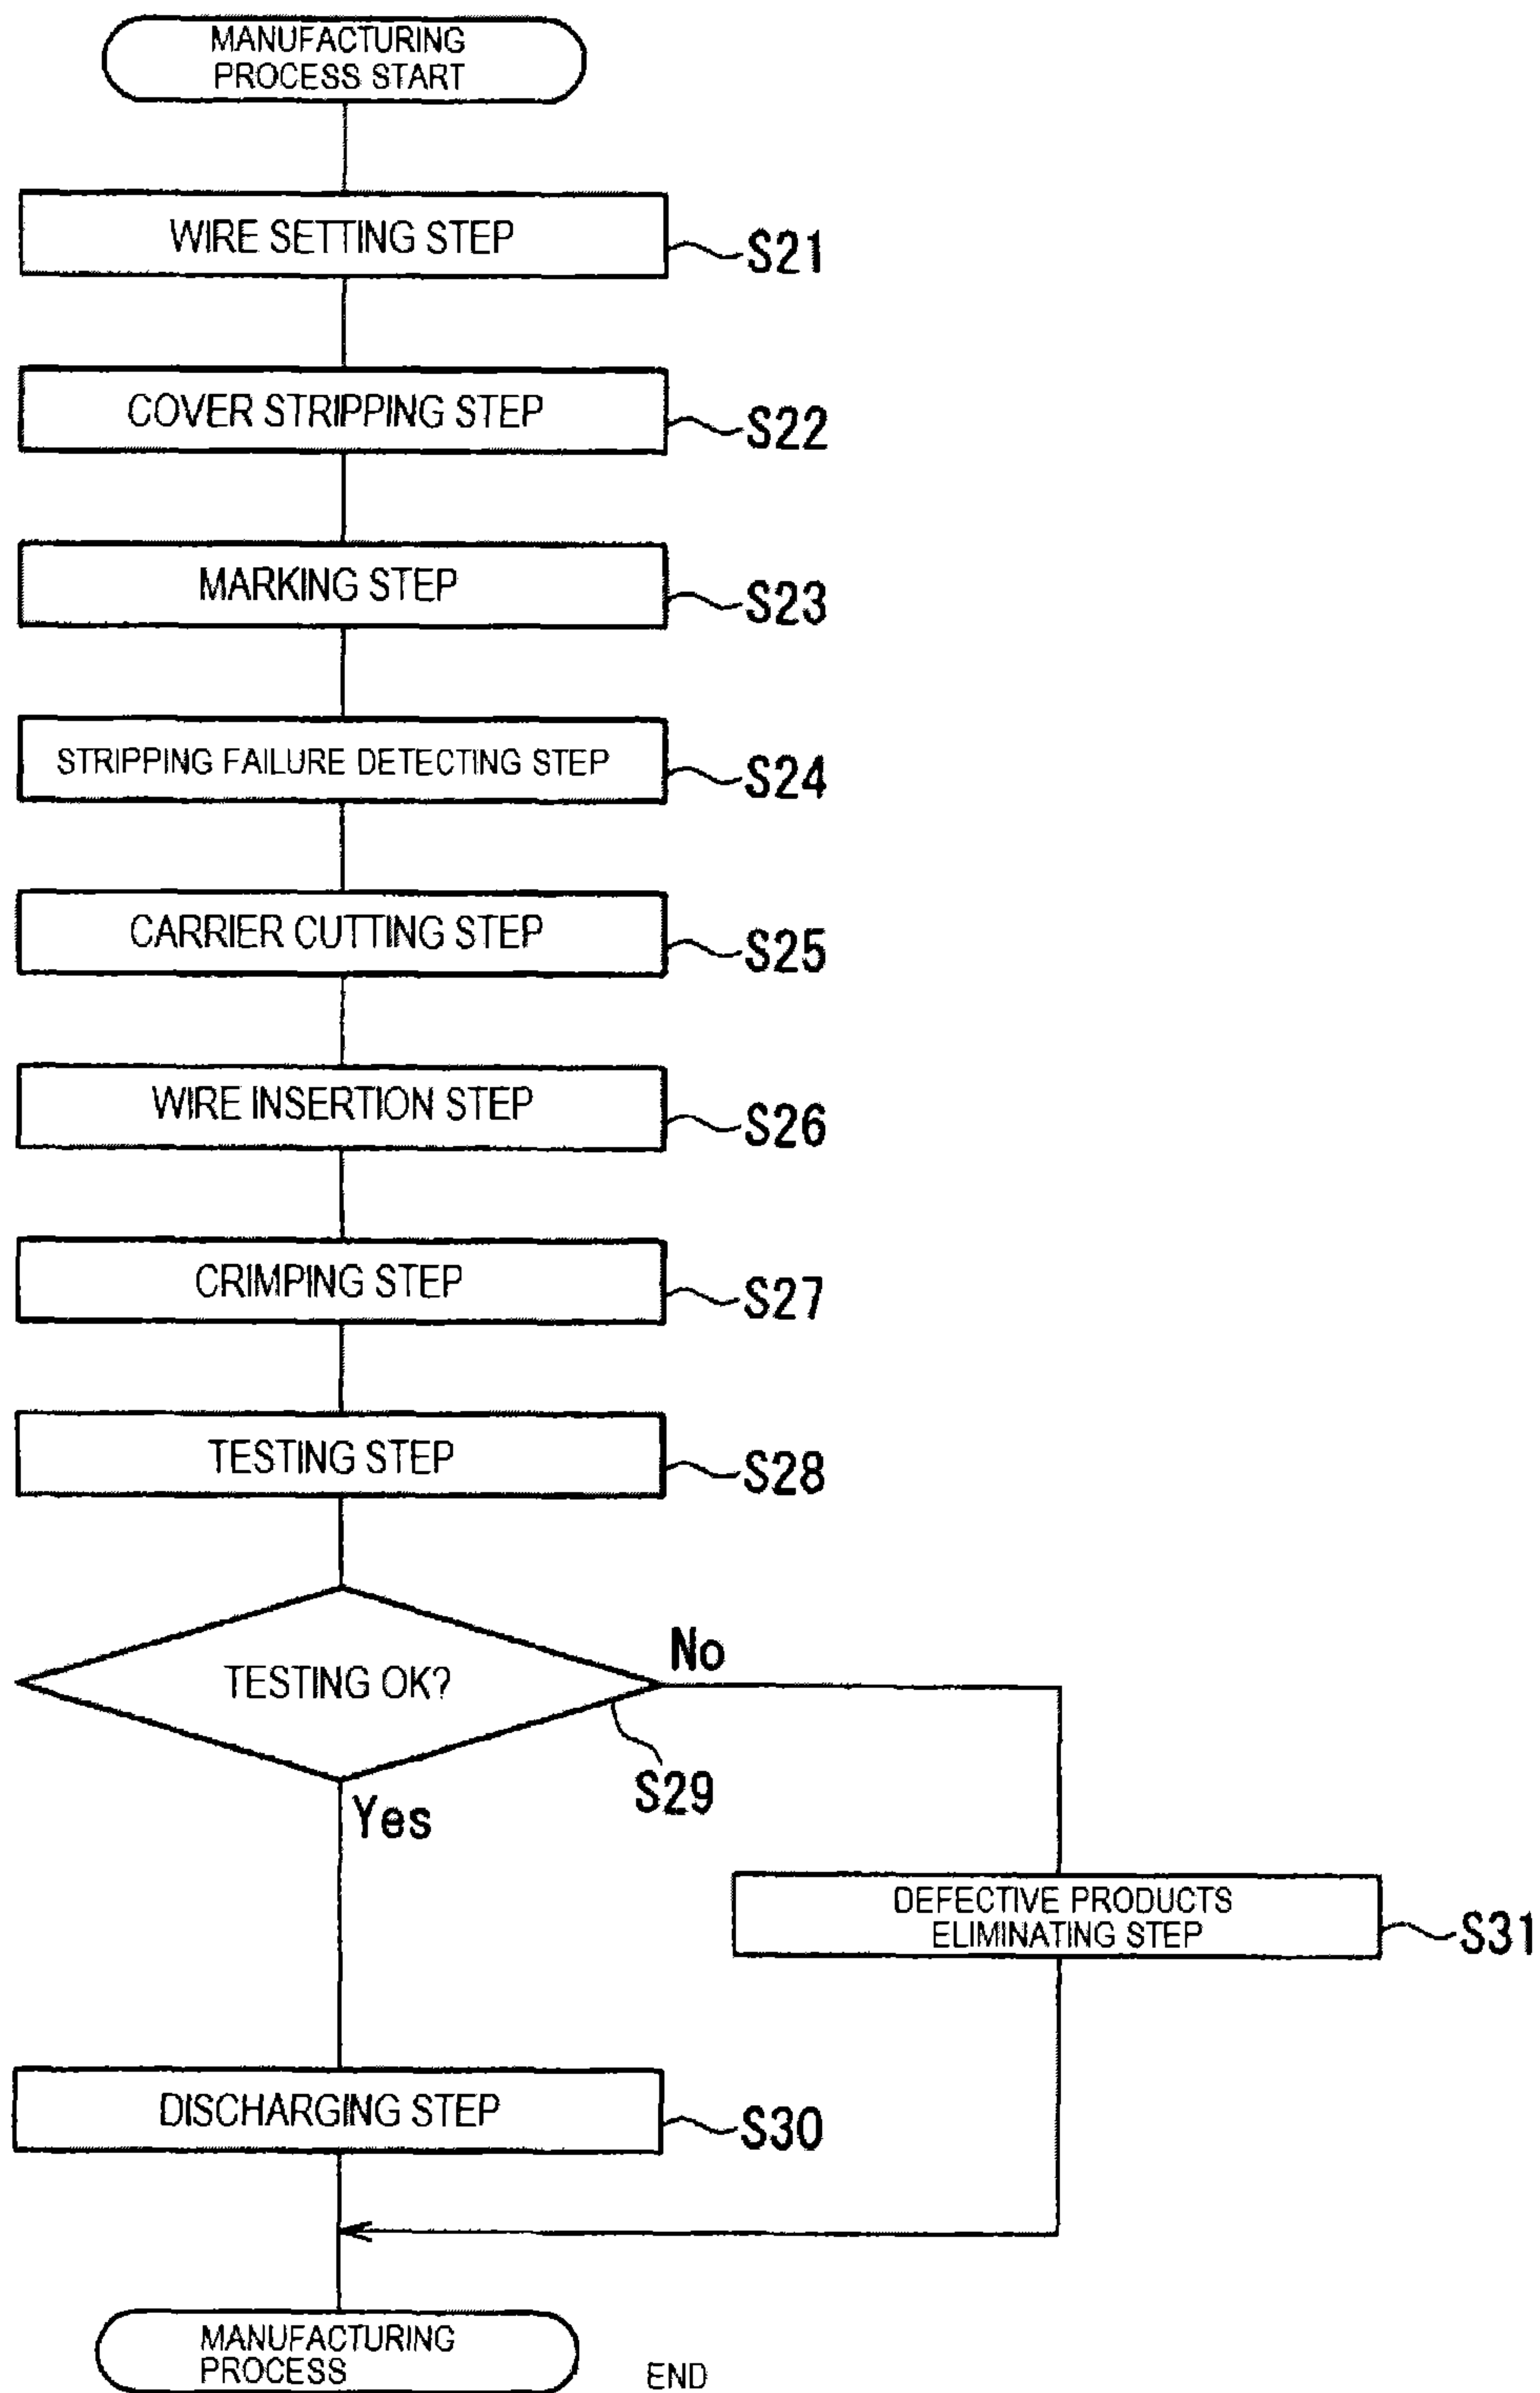 MANUFACTURING
PROCESS START
WIRE SETTING STEP
S21
COVER STRIPPING STEP
S22
MARKING STEP
S23
STRIPPING FAILURE DETECTING STEP
S24
CARRIER CUTTING STEP
S25
WIRE INSERTION STEP
S26
CRIMPING STEP
S27
TESTING STEP
S28
TESTING OK?
No
S29
Yes
DEFECTIVE PRODUCTS
ELIMINATING STEP
S31
DISCHARGING STEP
S30
MANUFACTURING
PROCESS
END